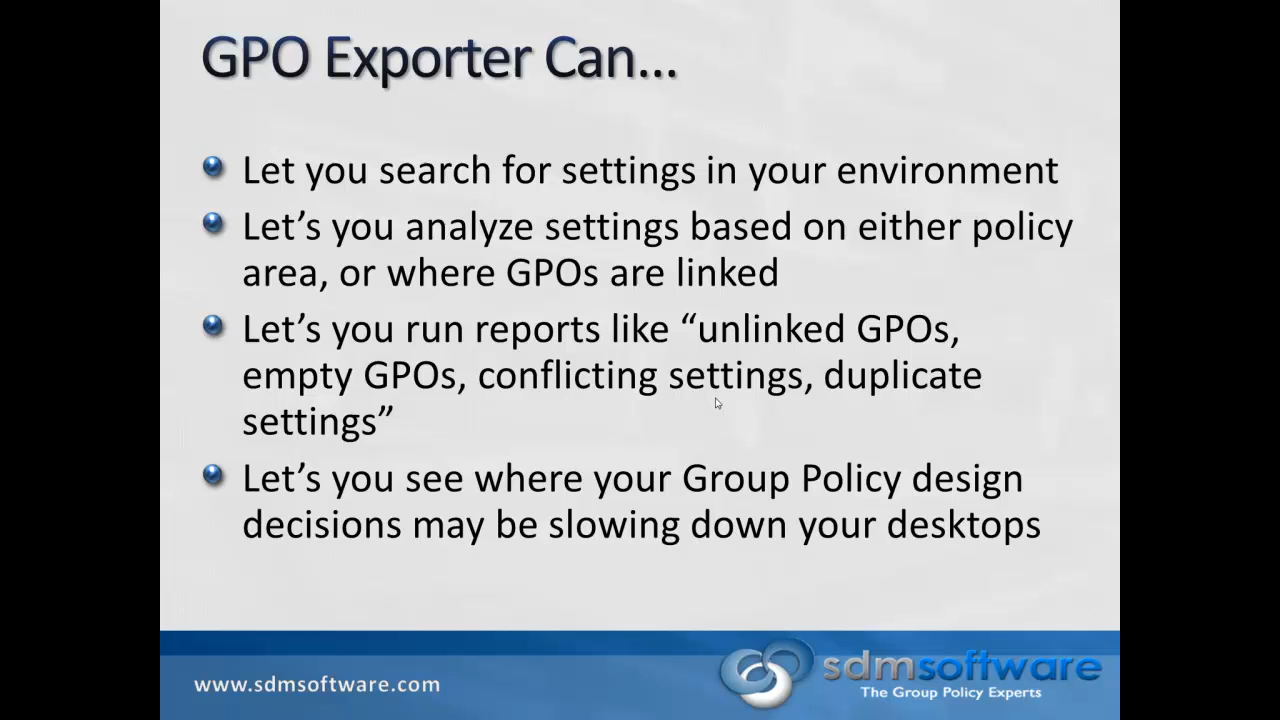 GPO Exporter Can...
Let you search for settings in your environment
Let’s you analyze settings based on either policy
area, or where GPOs are linked
Let’s you run reports like “unlinked GPOs,
empty GPOs, conflicting settings, duplicate
settings”
Let’s you see where your Group Policy design
decisions may be slowing down your desktops
www.sdmsoftware.com
sdmsoftware
The Group Policy Experts